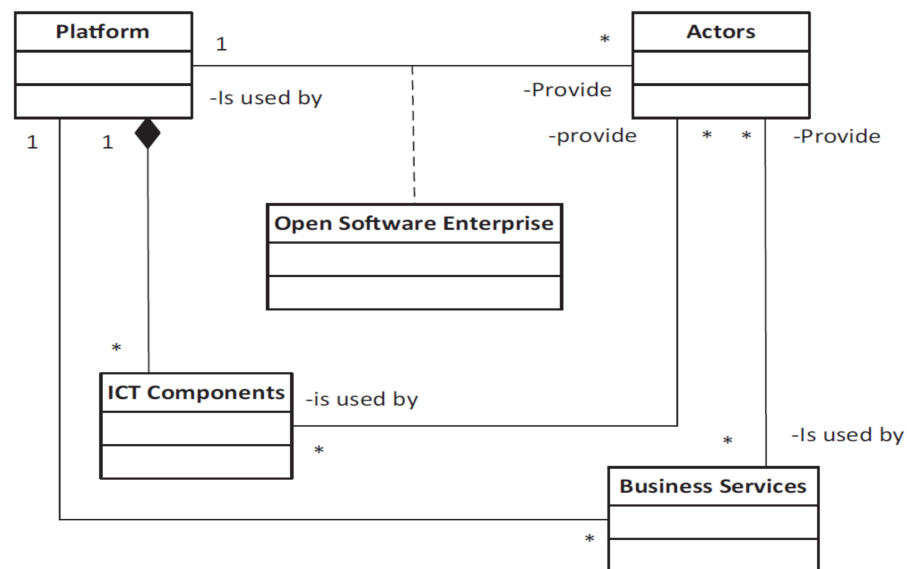 Platform
Actors
1
*
-Is used by
-Provide
-provide
1
1
*
*
-Provide
Open Software Enterprise
*
ICT Components
-is used by
*
*
-Is used by
Business Services
*